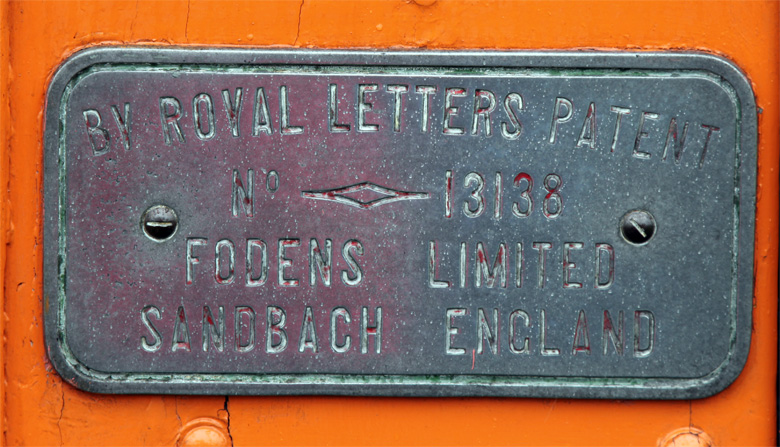 BY ROYAL LETTERS PATENT
No 13138
FODENS LIMITED
SANDBACH ENGLAND